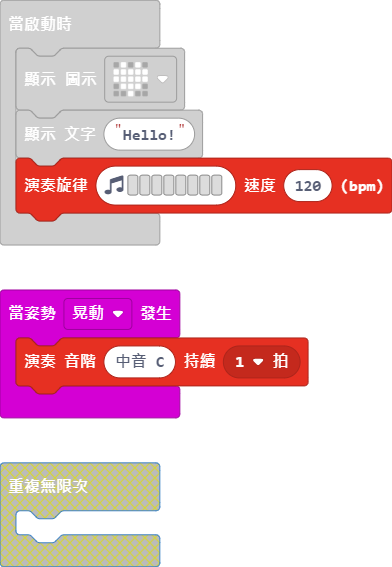 當啟動時
顯示 圖示
顯示 文字 "Hello!"
演奏旋律 速度 120 (bpm)
當姿勢 晃動 發生
演奏 音階 中音 C 持續 1 拍
重複無限次